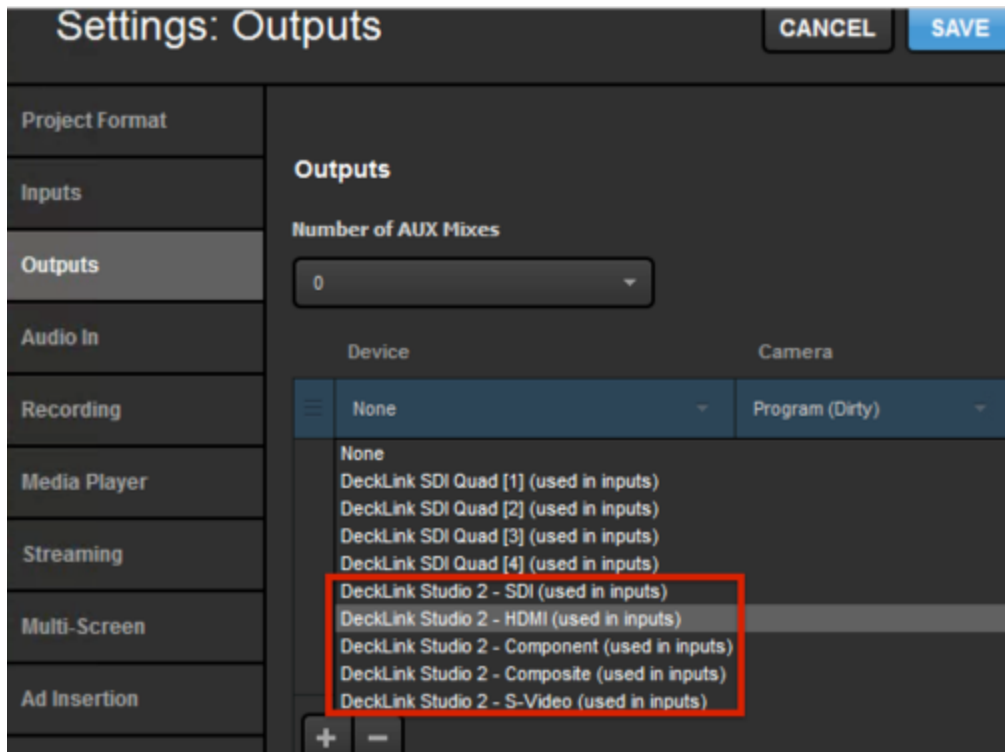 Settings: Outputs
CANCEL
SAVE
Project Format
Inputs
Outputs
Audio In
Recording
Media Player
Streaming
Multi-Screen
Ad Insertion
Outputs
Number of AUX Mixes
0
Device Camera
None Program (Dirty)
None
DeckLink SDI Quad [1] (used in inputs)
DeckLink SDI Quad [2] (used in inputs)
DeckLink SDI Quad [3] (used in inputs)
DeckLink SDI Quad [4] (used in inputs)
DeckLink Studio 2 - SDI (used in inputs)
DeckLink Studio 2 - HDMI (used in inputs)
DeckLink Studio 2 - Component (used in inputs)
DeckLink Studio 2 - Composite (used in inputs)
DeckLink Studio 2 - S-Video (used in inputs)
+ −